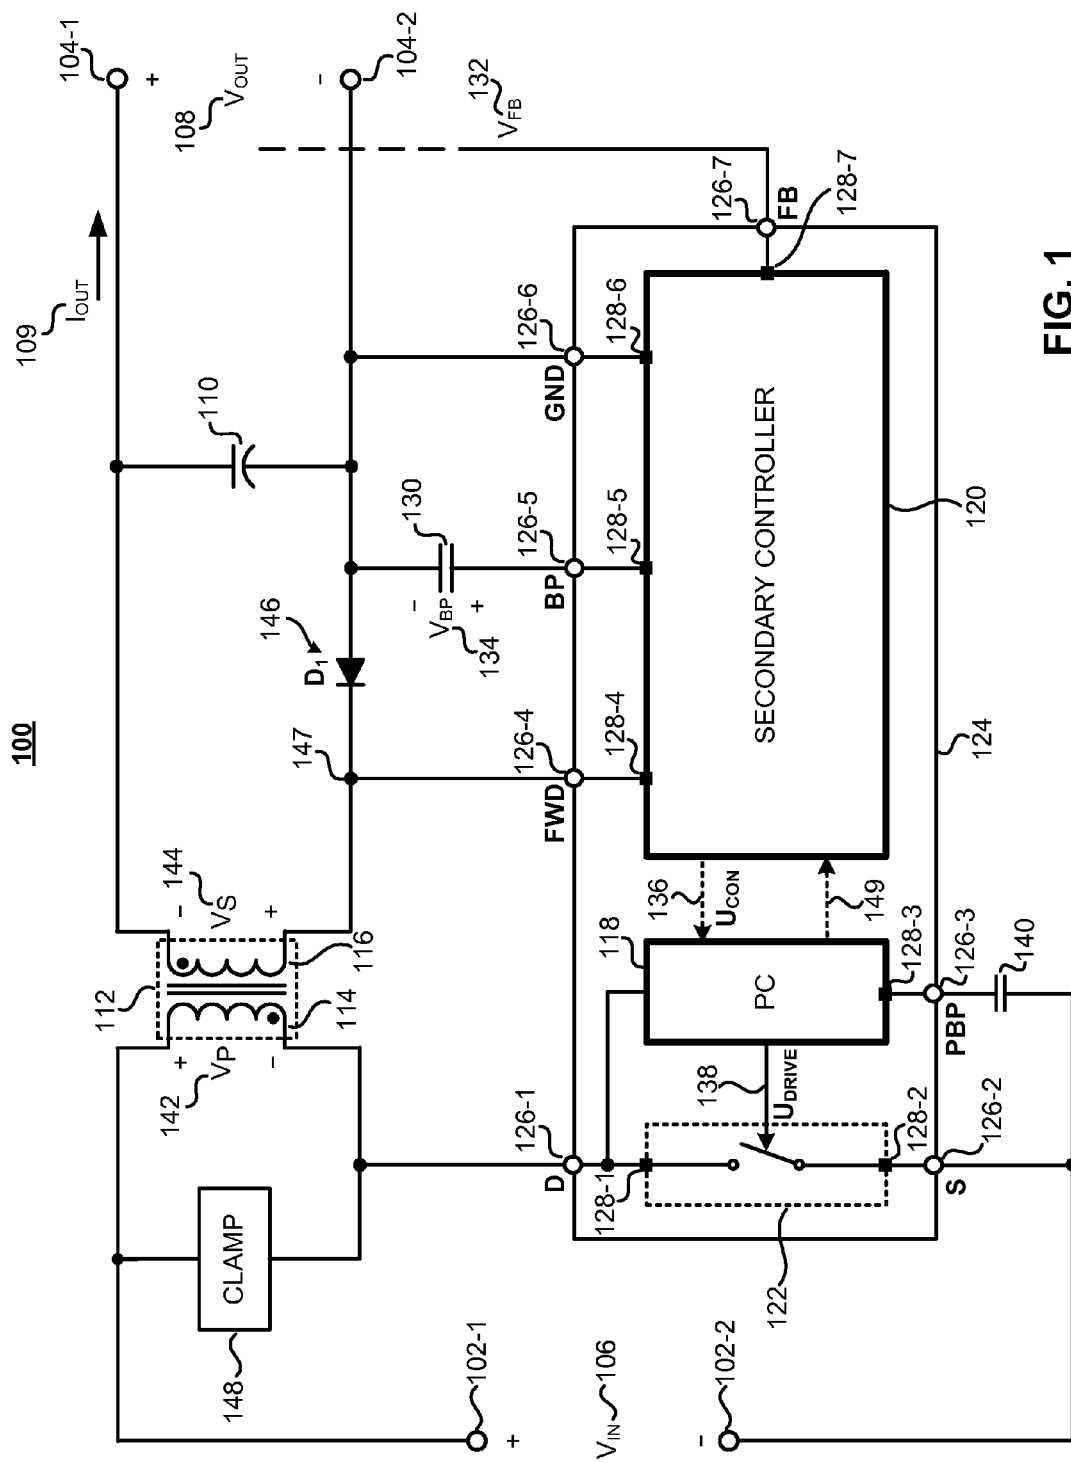 100
109
IOUT
104-1
+
108
VOUT
-
104-2
110
132
VFB
112
144
-
VS
+
116
142
+
VP
-
114
148
CLAMP
147
146
D1
-
VBP
+
134
130
102-1
+
VIN
106
-
102-2
D
126-1
FWD
126-4
BP
126-5
GND
126-6
126-7
FB
128-7
128-1
128-4
128-5
128-6
122
138
UDRIVE
118
PC
136
UCON
149
SECONDARY CONTROLLER
128-2
S
126-2
128-3
PBP
126-3
140
124
120
FIG. 1